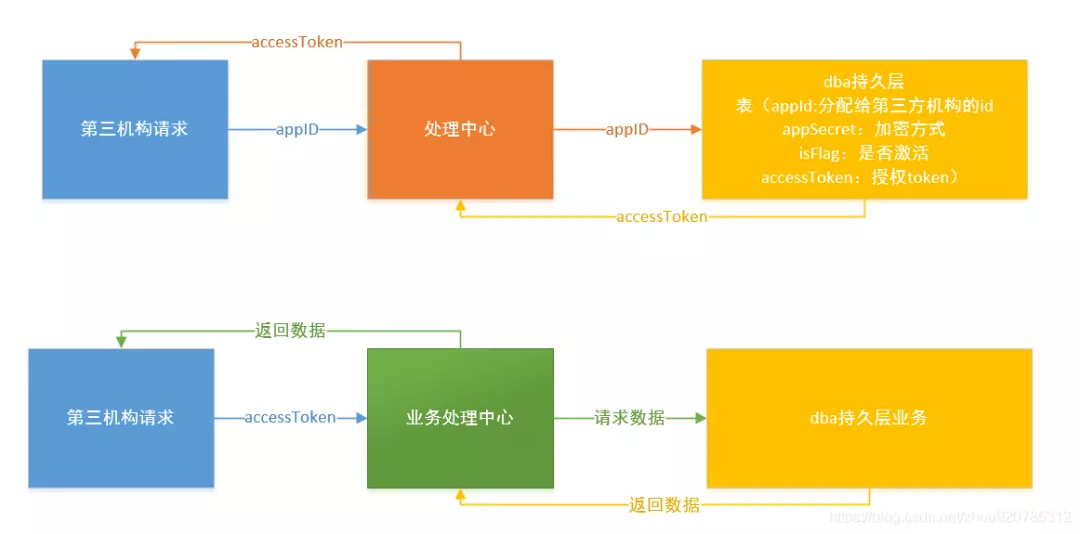 accessToken
第三机构请求
appID
处理中心
appID
dba持久层
表（appId:分配给第三方机构的id
appSecret：加密方式
isFlag：是否激活
accessToken：授权token）
accessToken
返回数据
第三机构请求
accessToken
业务处理中心
请求数据
dba持久层业务
返回数据
https://blog.csdn.net/zhou920786312